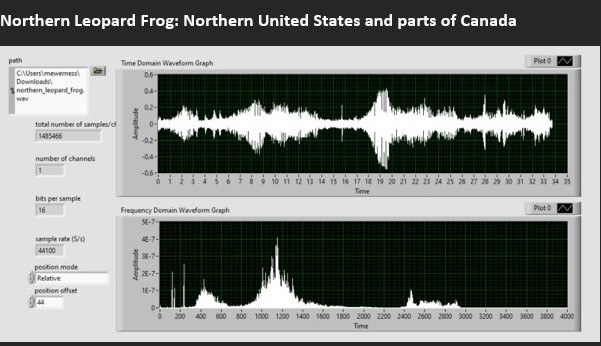 Northern Leopard Frog: Northern United States and parts of Canada
path
C:\Users\mewerness\
Downloads\
northern_leopard_frog.
wav
total number of samples/cl
1485466
number of channels
1
bits per sample
16
sample rate (S/s)
44100
position mode
Relative
position offset
44
Time Domain Waveform Graph
Plot 0
Amplitude
0.6
0.4
0.2
0
-0.2
-0.4
-0.6
0 1 2 3 4 5 6 7 8 9 10 11 12 13 14 15 16 17 18 19 20 21 22 23 24 25 26 27 28 29 30 31 32 33 34 35
Time
Frequency Domain Waveform Graph
Plot 0
Amplitude
5E-7
4E-7
3E-7
2E-7
1E-7
0
0 200 400 600 800 1000 1200 1400 1600 1800 2000 2200 2400 2600 2800 3000 3200 3400 3600 3800 4000
Time